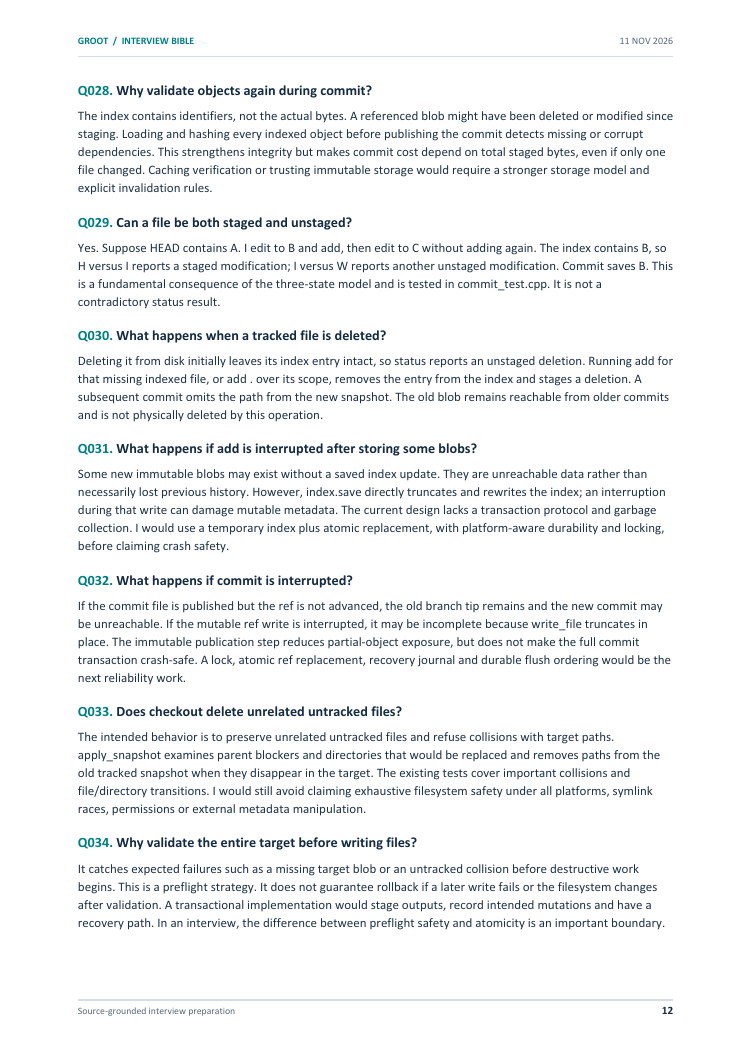 GROOT / INTERVIEW BIBLE
11 NOV 2026
Q028. Why validate objects again during commit?
The index contains identifiers, not the actual bytes. A referenced blob might have been deleted or modified since
staging. Loading and hashing every indexed object before publishing the commit detects missing or corrupt
dependencies. This strengthens integrity but makes commit cost depend on total staged bytes, even if only one
file changed. Caching verification or trusting immutable storage would require a stronger storage model and
explicit invalidation rules.
Q029. Can a file be both staged and unstaged?
Yes. Suppose HEAD contains A. I edit to B and add, then edit to C without adding again. The index contains B, so
H versus I reports a staged modification; I versus W reports another unstaged modification. Commit saves B. This
is a fundamental consequence of the three-state model and is tested in commit_test.cpp. It is not a
contradictory status result.
Q030. What happens when a tracked file is deleted?
Deleting it from disk initially leaves its index entry intact, so status reports an unstaged deletion. Running add for
that missing indexed file, or add . over its scope, removes the entry from the index and stages a deletion. A
subsequent commit omits the path from the new snapshot. The old blob remains reachable from older commits
and is not physically deleted by this operation.
Q031. What happens if add is interrupted after storing some blobs?
Some new immutable blobs may exist without a saved index update. They are unreachable data rather than
necessarily lost previous history. However, index.save directly truncates and rewrites the index; an interruption
during that write can damage mutable metadata. The current design lacks a transaction protocol and garbage
collection. I would use a temporary index plus atomic replacement, with platform-aware durability and locking,
before claiming crash safety.
Q032. What happens if commit is interrupted?
If the commit file is published but the ref is not advanced, the old branch tip remains and the new commit may
be unreachable. If the mutable ref write is interrupted, it may be incomplete because write_file truncates in
place. The immutable publication step reduces partial-object exposure, but does not make the full commit
transaction crash-safe. A lock, atomic ref replacement, recovery journal and durable flush ordering would be the
next reliability work.
Q033. Does checkout delete unrelated untracked files?
The intended behavior is to preserve unrelated untracked files and refuse collisions with target paths.
apply_snapshot examines parent blockers and directories that would be replaced and removes paths from the
old tracked snapshot when they disappear in the target. The existing tests cover important collisions and
file/directory transitions. I would still avoid claiming exhaustive filesystem safety under all platforms, symlink
races, permissions or external metadata manipulation.
Q034. Why validate the entire target before writing files?
It catches expected failures such as a missing target blob or an untracked collision before destructive work
begins. This is a preflight strategy. It does not guarantee rollback if a later write fails or the filesystem changes
after validation. A transactional implementation would stage outputs, record intended mutations and have a
recovery path. In an interview, the difference between preflight safety and atomicity is an important boundary.
Source-grounded interview preparation
12